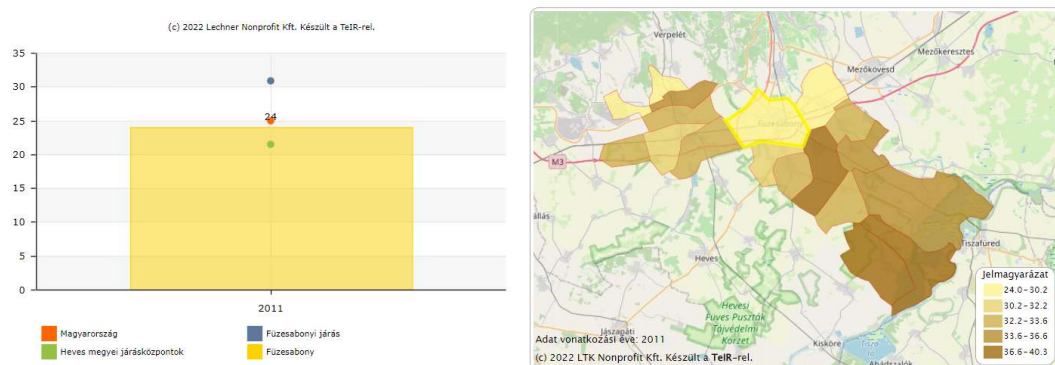 (c) 2022 Lechner Nonprofit Kft. Készült a TeIR-rel.
35
30
25
20
15
10
5
0
24
2011
Magyarország
Füzesabonyi járás
Heves megyei járásközpontok
Füzesabony
Verpelét
Mezőkeresztes
Mezőkövesd
Füzesabony
M3
állás
Heves
Tiszafüred
Hevesi
Füves Puszták
Tájvédelmi
Körzet
Jászapáti
Kisköre
Tisza
Abádszalók
Adat vonatkozási éve: 2011
(c) 2022 LTK Nonprofit Kft. Készült a TeIR-rel.
Jelmagyarázat
24.0-30.2
30.2-32.2
32.2-33.6
33.6-36.6
36.6-40.3